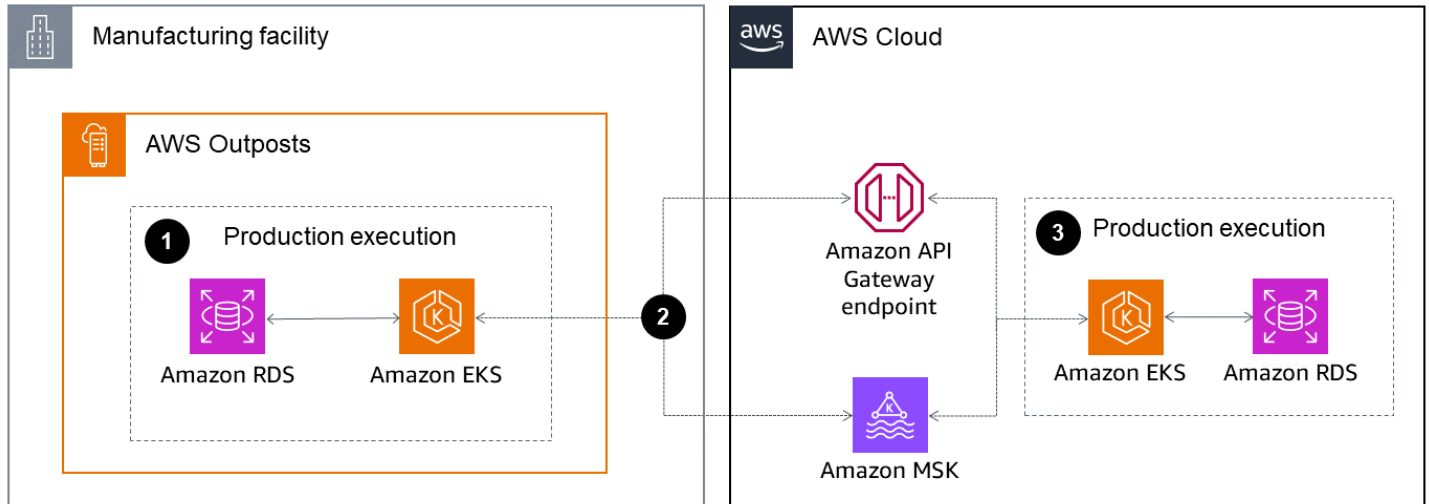 Manufacturing facility
aws
AWS Cloud
AWS Outposts
1
Production execution
Amazon RDS
K
Amazon EKS
2
Amazon API
Gateway
endpoint
K
Amazon MSK
3
Production execution
K
Amazon EKS
Amazon RDS